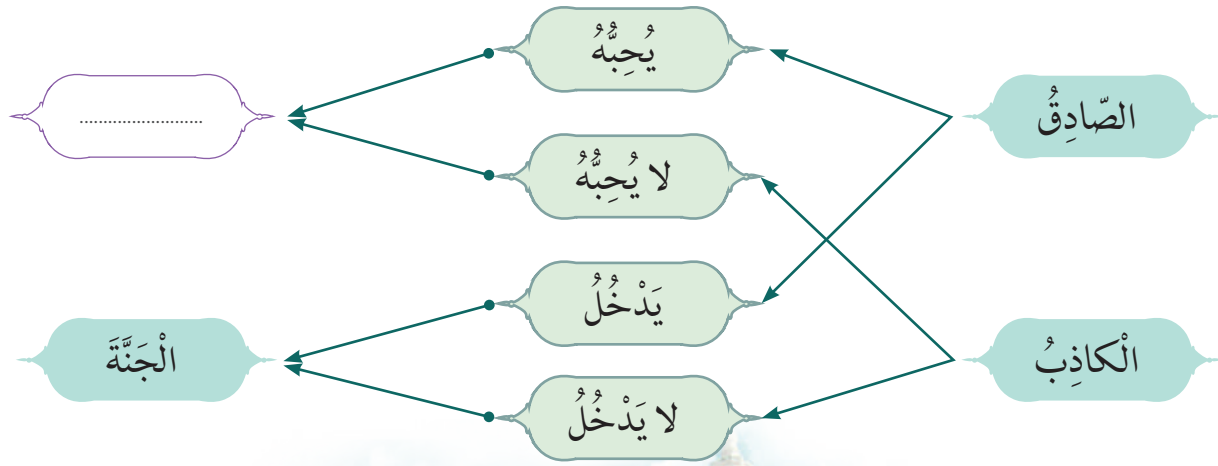 الصّادِقُ
الْكاذِبُ
يُحِبُّهُ
لا يُحِبُّهُ
يَدْخُلُ
لا يَدْخُلُ
.........................
الْجَنَّةَ